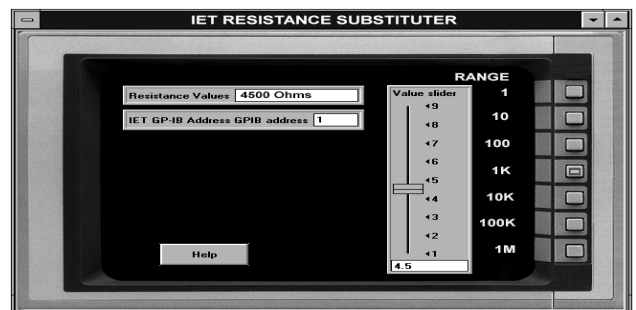 IET RESISTANCE SUBSTITUTER
Resistance Values 4500 Ohms
IET GP-IB Address GPIB address 1
Help
Value slider
9
8
7
6
5
4
3
2
1
4.5
RANGE
1
10
100
1K
10K
100K
1M